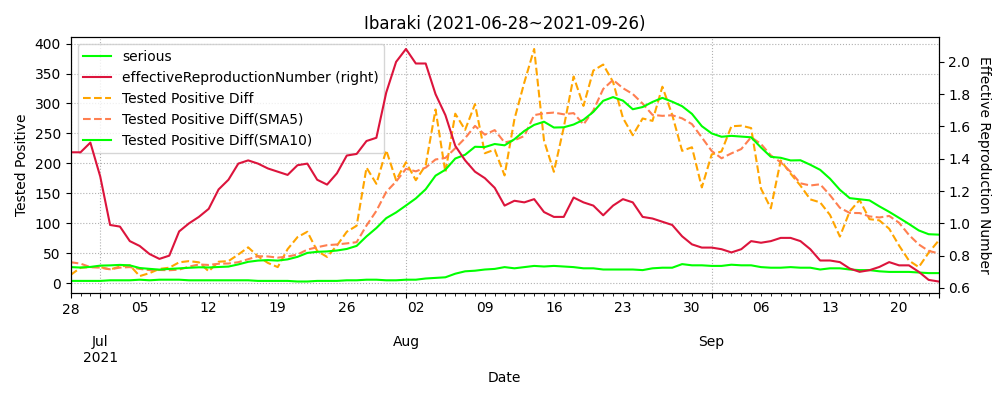 Ibaraki (2021-06-28~2021-09-26)
serious
effectiveReproductionNumber (right)
Tested Positive Diff
Tested Positive Diff(SMA5)
Tested Positive Diff(SMA10)
Tested Positive
400
350
300
250
200
150
100
50
0
Effective Reproduction Number
2.0
1.8
1.6
1.4
1.2
1.0
0.8
0.6
28 05 12 19 26 02 09 16 23 30 06 13 20
Jul Aug Sep
2021
Date